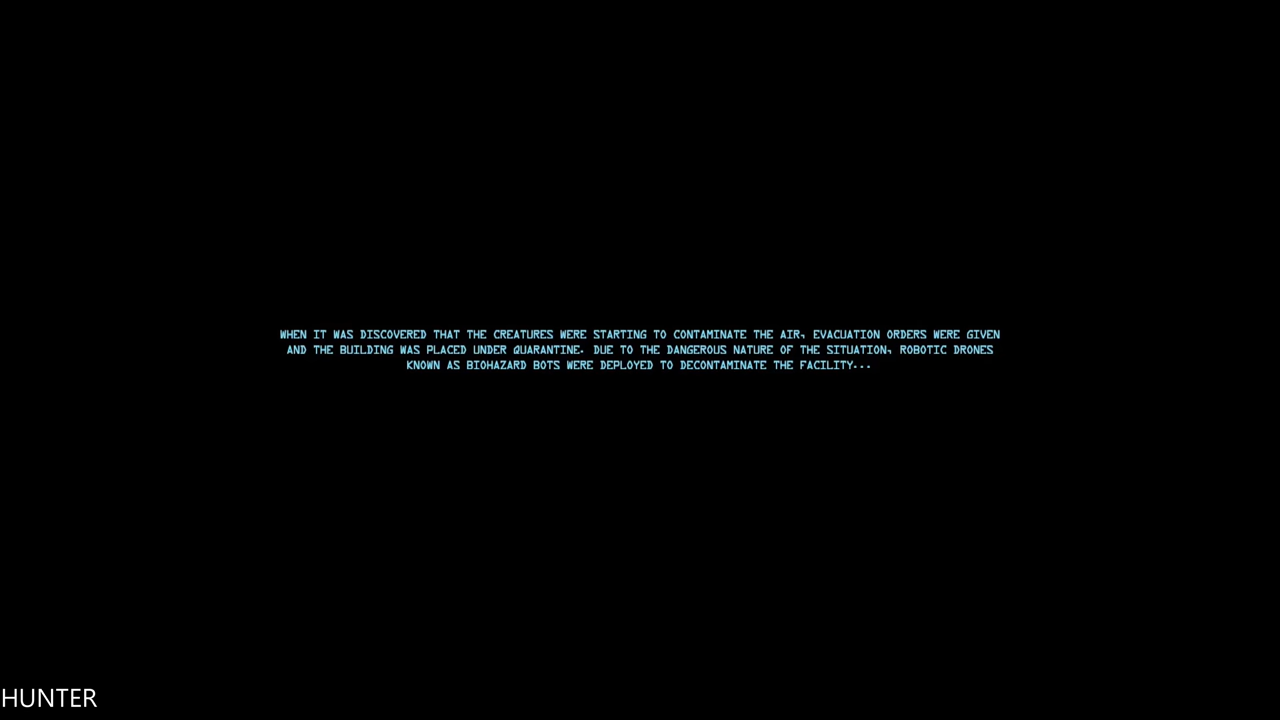 WHEN IT WAS DISCOVERED THAT THE CREATURES WERE STARTING TO CONTAMINATE THE AIR, EVACUATION ORDERS WERE GIVEN
AND THE BUILDING WAS PLACED UNDER QUARANTINE. DUE TO THE DANGEROUS NATURE OF THE SITUATION, ROBOTIC DRONES
KNOWN AS BIOHAZARD BOTS WERE DEPLOYED TO DECONTAMINATE THE FACILITY...
HUNTER